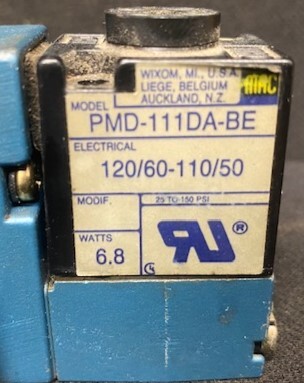 WIXOM, MI., U.S.A.
LIEGE, BELGIUM
AUCKLAND, N.Z.
MAC
MODEL
PMD-111DA-BE
ELECTRICAL
120/60-110/50
MODIF.
25 TO 150 PSI
WATTS
6.8
RU®